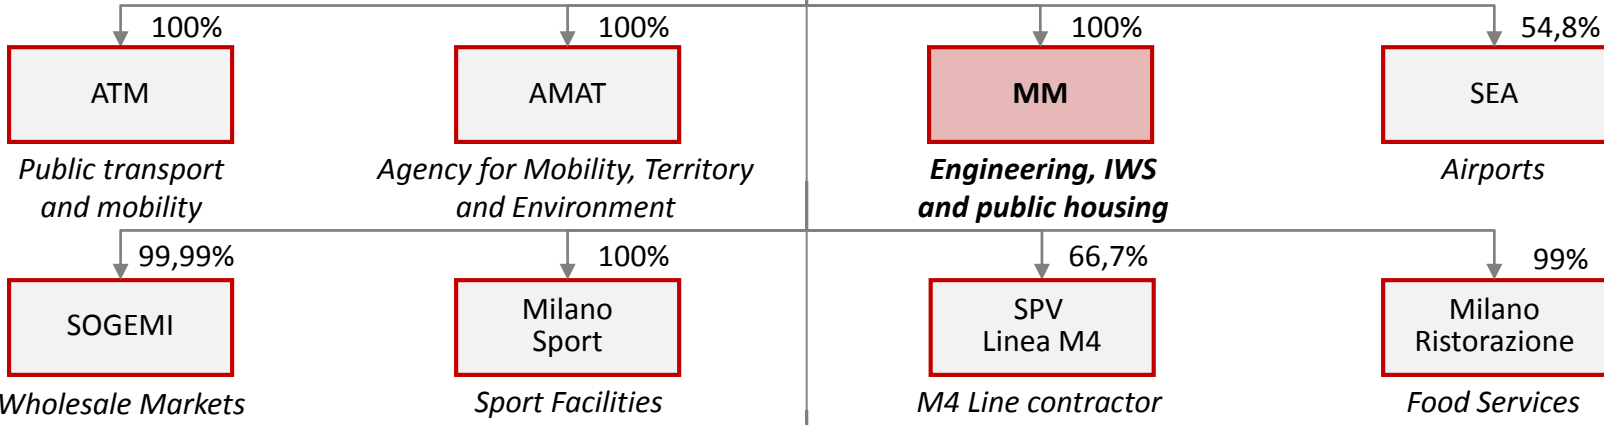 100%
100%
100%
54,8%
ATM
AMAT
MM
SEA
Public transport
and mobility
Agency for Mobility, Territory
and Environment
Engineering, IWS
and public housing
Airports
99,99%
100%
66,7%
99%
SOGEMI
Milano
Sport
SPV
Linea M4
Milano
Ristorazione
Wholesale Markets
Sport Facilities
M4 Line contractor
Food Services